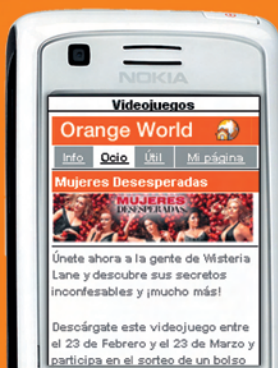 NOKIA
Videojuegos
Orange World
Info Ocio Útil Mi página
Mujeres Desesperadas
MUJERES
DESESPERADAS
Únete ahora a la gente de Wisteria
Lane y descubre sus secretos
inconfesables y ¡mucho más!
Descárgate este videojuego entre
el 23 de Febrero y el 23 de Marzo y
participa en el sorteo de un bolso